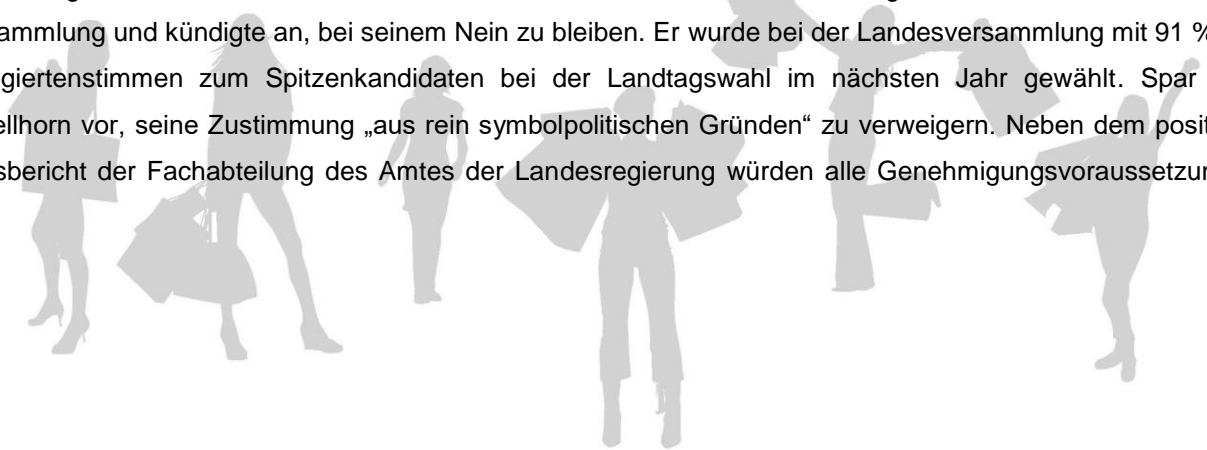 ammlung und kündigte an, bei seinem Nein zu bleiben. Er wurde bei der Landesversammlung mit 91 %
giertenstimmen zum Spitzenkandidaten bei der Landtagswahl im nächsten Jahr gewählt. Spar
ellhorn vor, seine Zustimmung „aus rein symbolpolitischen Gründen“ zu verweigern. Neben dem posit
sbericht der Fachabteilung des Amtes der Landesregierung würden alle Genehmigungsvoraussetzur